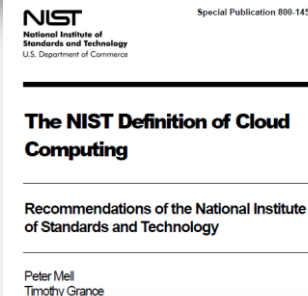 NIST
National Institute of
Standards and Technology
U.S. Department of Commerce
Special Publication 800-145
The NIST Definition of Cloud
Computing
Recommendations of the National Institute
of Standards and Technology
Peter Mell
Timothy Grance